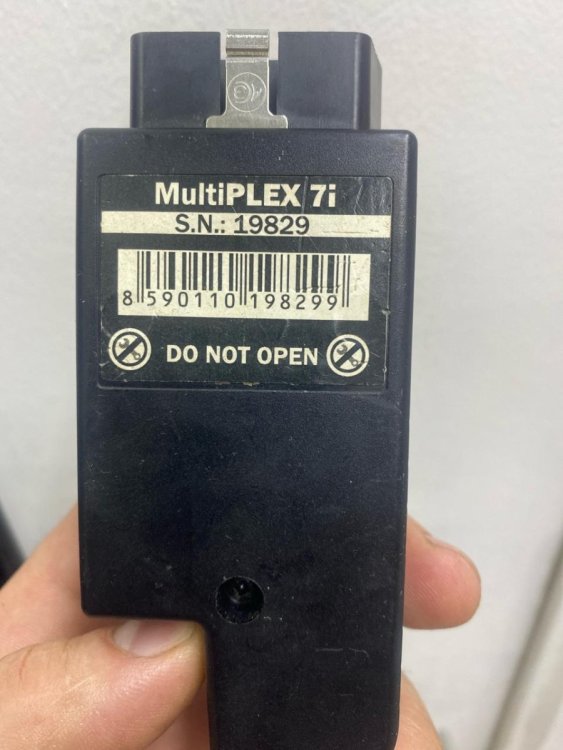 MultiPLEX 7i
S.N.: 19829
8 590110 198299
DO NOT OPEN